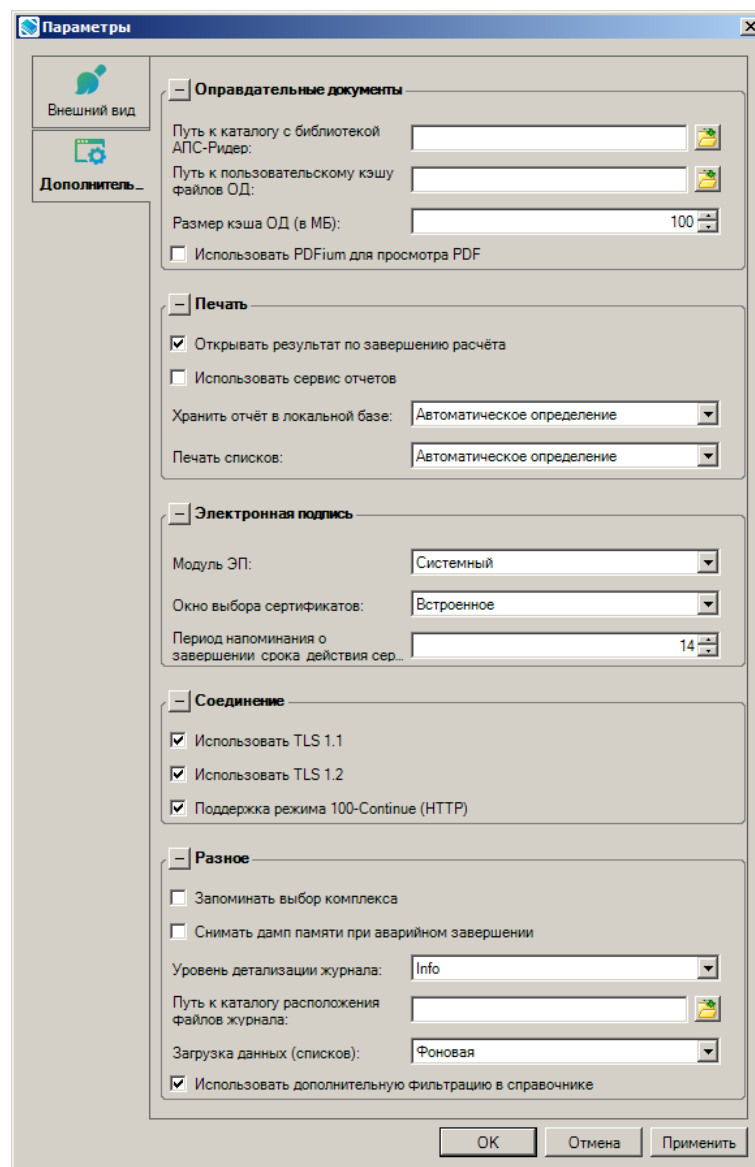 Параметры
Внешний вид
Дополнитель...
Оправдательные документы
Путь к каталогу с библиотекой
АПС-Ридер:
Путь к пользовательскому кэшу
файлов ОД:
Размер кэша ОД (в МБ):
100
Использовать PDFium для просмотра PDF
Печать
Открывать результат по завершению расчёта
Использовать сервис отчетов
Хранить отчёт в локальной базе:
Автоматическое определение
Печать списков:
Автоматическое определение
Электронная подпись
Модуль ЭП:
Системный
Окно выбора сертификатов:
Встроенное
Период напоминания о
завершении срока действия сер...
14
Соединение
Использовать TLS 1.1
Использовать TLS 1.2
Поддержка режима 100-Continue (HTTP)
Разное
Запоминать выбор комплекса
Снимать дамп памяти при аварийном завершении
Уровень детализации журнала:
Info
Путь к каталогу расположения
файлов журнала:
Загрузка данных (списков):
Фоновая
Использовать дополнительную фильтрацию в справочнике
OK
Отмена
Применить